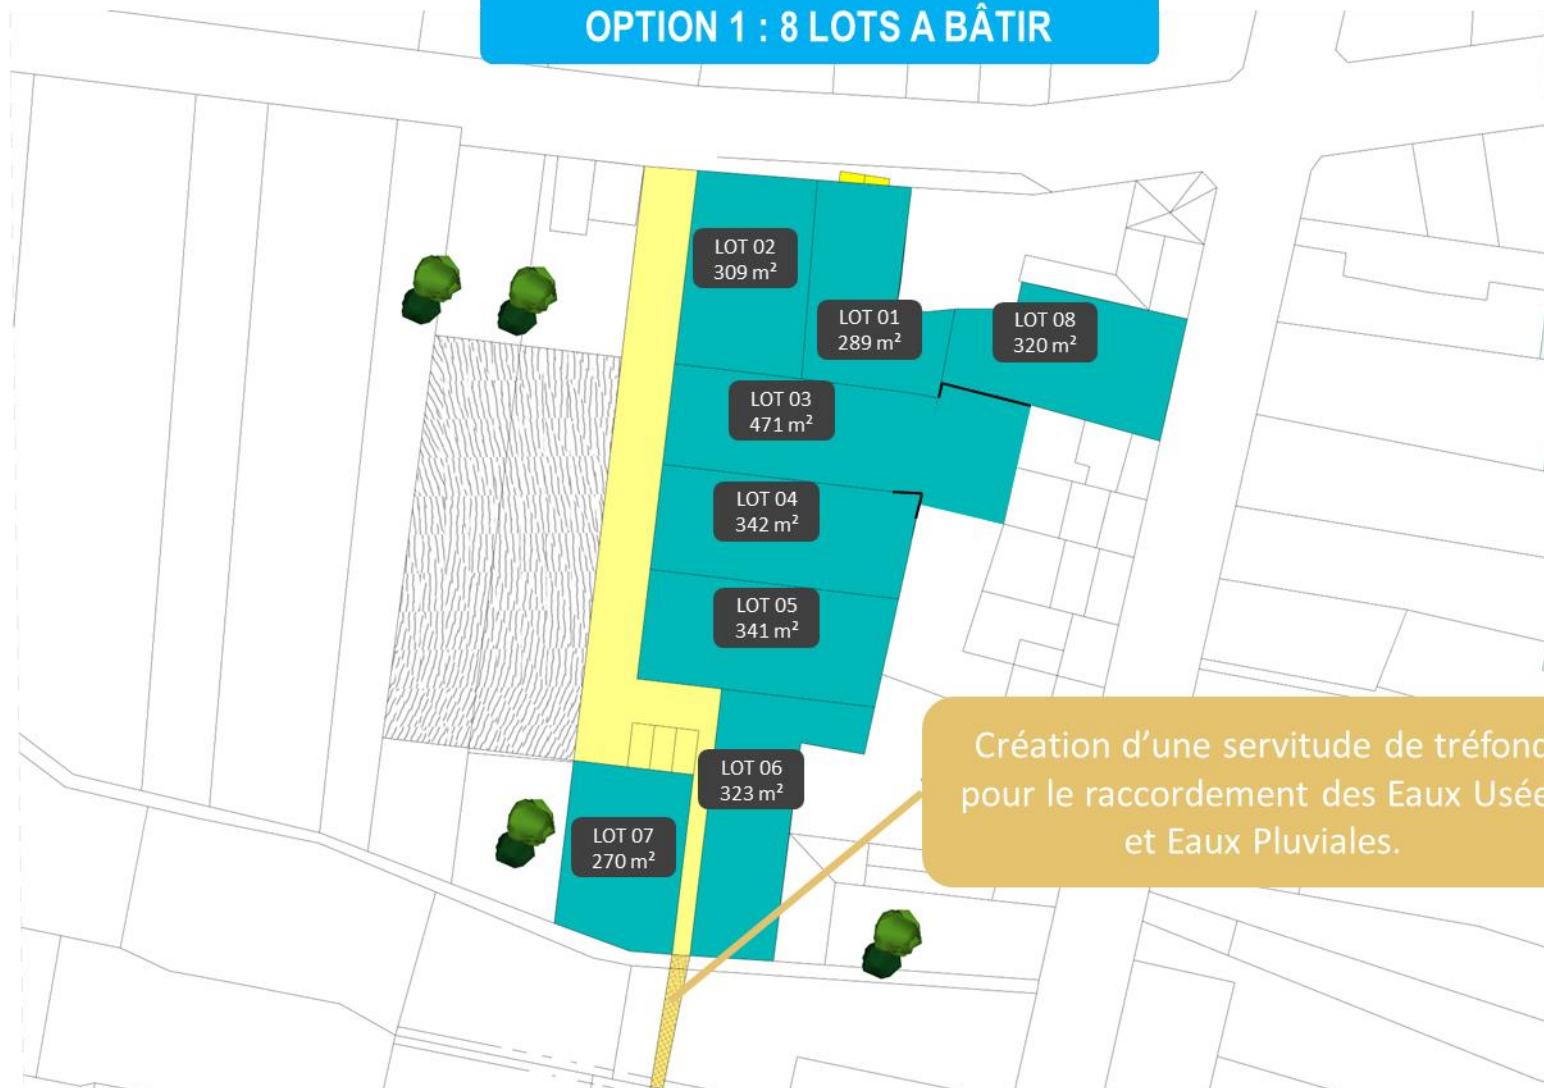 OPTION 1 : 8 LOTS A BÂTIR
LOT 02
309 m²
LOT 01
289 m²
LOT 08
320 m²
LOT 03
471 m²
LOT 04
342 m²
LOT 05
341 m²
LOT 06
323 m²
LOT 07
270 m²
Création d’une servitude de tréfond
pour le raccordement des Eaux Usée
et Eaux Pluviales.